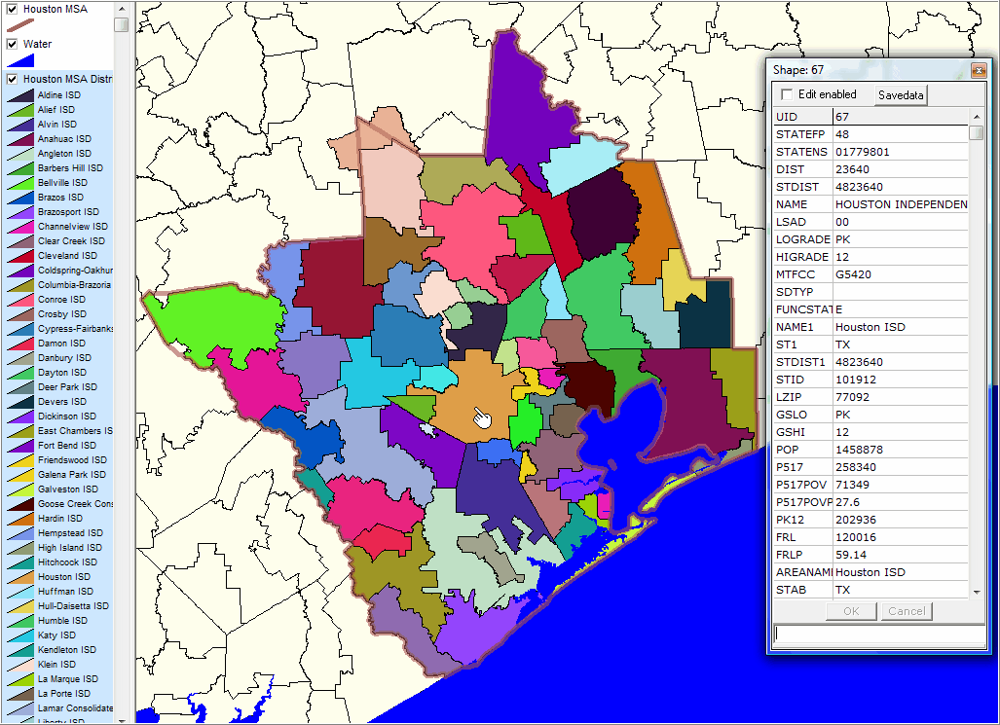 Houston MSA
Water
Houston MSA Distr
Aldine ISD
Alief ISD
Alvin ISD
Anahuac ISD
Angleton ISD
Barbers Hill ISD
Bellville ISD
Brazos ISD
Brazosport ISD
Channelview ISD
Clear Creek ISD
Cleveland ISD
Coldspring-Oakhur
Columbia-Brazoria
Conroe ISD
Crosby ISD
Cypress-Fairbanks
Damon ISD
Danbury ISD
Dayton ISD
Deer Park ISD
Devers ISD
Dickinson ISD
East Chambers IS
Fort Bend ISD
Friendswood ISD
Galena Park ISD
Galveston ISD
Goose Creek Cons
Hardin ISD
Hempstead ISD
High Island ISD
Hitchcock ISD
Houston ISD
Huffman ISD
Hull-Daisetta ISD
Humble ISD
Katy ISD
Kendleton ISD
Klein ISD
La Marque ISD
La Porte ISD
Lamar Consolidate
Liberty ISD
Shape: 67
Edit enabled Savedata
UID 67
STATEFP 48
STATENS 01779801
DIST 23640
STDIST 4823640
NAME HOUSTON INDEPENDEN
LSAD 00
LOGRADE PK
HIGRADE 12
MTFCC G5420
SDTYP
FUNCSTATE E
NAME1 Houston ISD
ST1 TX
STDIST1 4823640
STID 101912
LZIP 77092
GSLO PK
GSHI 12
POP 1458878
P517 258340
P517POV 71349
P517POVP 27.6
PK12 202936
FRL 120016
FRLP 59.14
AREANAME Houston ISD
STAB TX
OK Cancel